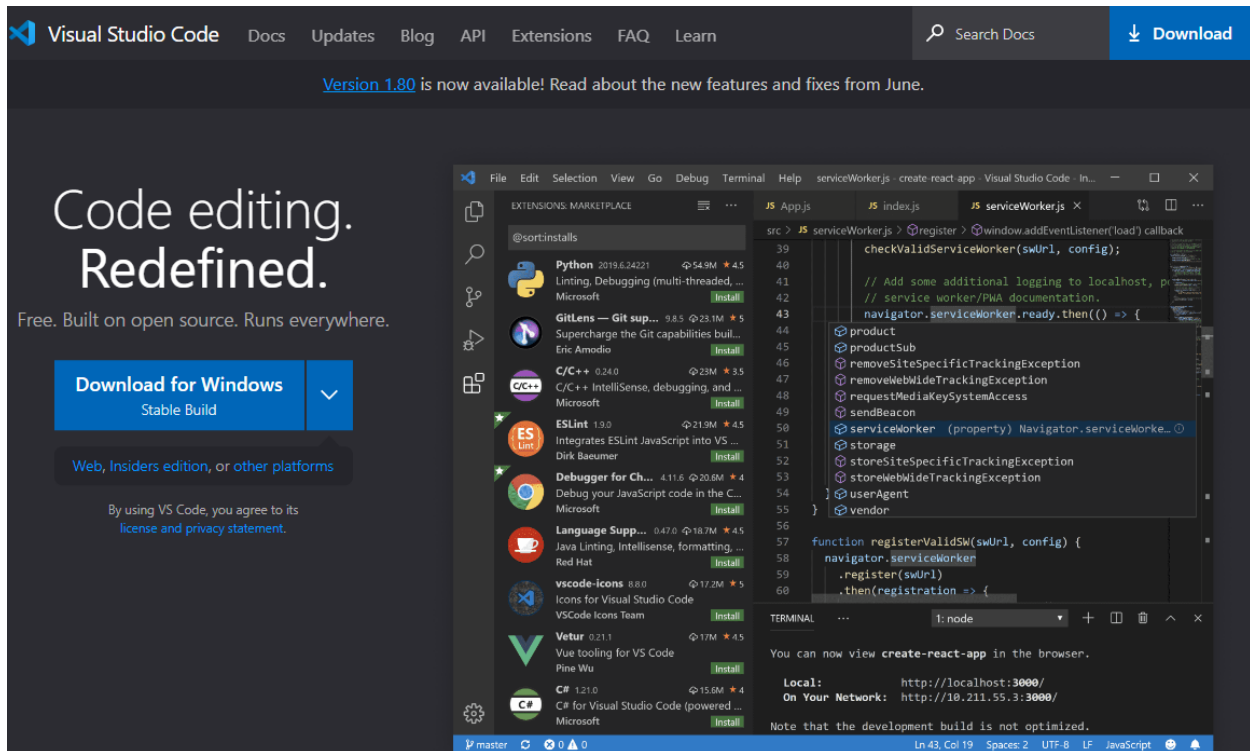 Visual Studio Code Docs Updates Blog API Extensions FAQ Learn Search Docs Download
Version 1.80 is now available! Read about the new features and fixes from June.
Code editing.
Redefined.
Free. Built on open source. Runs everywhere.
Download for Windows
Stable Build
Web, Insiders edition, or other platforms
By using VS Code, you agree to its
license and privacy statement.
File Edit Selection View Go Debug Terminal Help serviceWorker.js - create-react-app - Visual Studio Code - In...
EXTENSIONS: MARKETPLACE
@sort:installs
Python 2019.6.24221 54.9M 4.5
Linting, Debugging (multi-threaded, ...
Microsoft Install
GitLens — Git sup... 9.8.5 23.1M 5
Supercharge the Git capabilities buil...
Eric Amodio Install
C/C++ C/C++ 0.24.0 23M 3.5
C/C++ IntelliSense, debugging, and ...
Microsoft Install
ES Lint ESLint 1.9.0 21.9M 4.5
Integrates ESLint JavaScript into VS ...
Dirk Baeumer Install
Debugger for Ch... 4.11.6 20.6M 4
Debug your JavaScript code in the C...
Microsoft Install
Language Supp... 0.47.0 18.7M 4.5
Java Linting, Intellisense, formatting, ...
Red Hat Install
vscode-icons 8.8.0 17.2M 5
Icons for Visual Studio Code
VSCode Icons Team Install
Vetur 0.21.1 17M 4.5
Vue tooling for VS Code
Pine Wu Install
C# C# 1.21.0 15.6M 4
C# for Visual Studio Code (powered ...
Microsoft Install
JS App.js JS index.js JS serviceWorker.js
src > JS serviceWorker.js > register > window.addEventListener('load') callback
39 checkValidServiceWorker(swUrl, config);
40
41 // Add some additional logging to localhost, p
42 // service worker/PWA documentation.
43 navigator.serviceWorker.ready.then(() => {
44 product
45 productSub
46 removeSiteSpecificTrackingException
47 removeWebWideTrackingException
48 requestMediaKeySystemAccess
49 sendBeacon
50 serviceWorker (property) Navigator.serviceWorke...
51 storage
52 storeSiteSpecificTrackingException
53 storeWebWideTrackingException
54 } userAgent
55 } vendor
56
57 function registerValidSW(swUrl, config) {
58 navigator.serviceWorker
59 .register(swUrl)
60 .then(registration => {
TERMINAL ... 1: node
You can now view create-react-app in the browser.
Local: http://localhost:3000/
On Your Network: http://10.211.55.3:3000/
Note that the development build is not optimized.
master 0 0 Ln 43, Col 19 Spaces: 2 UTF-8 LF JavaScript